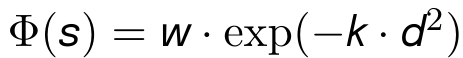 Φ(s) = w · exp(−k · d²)